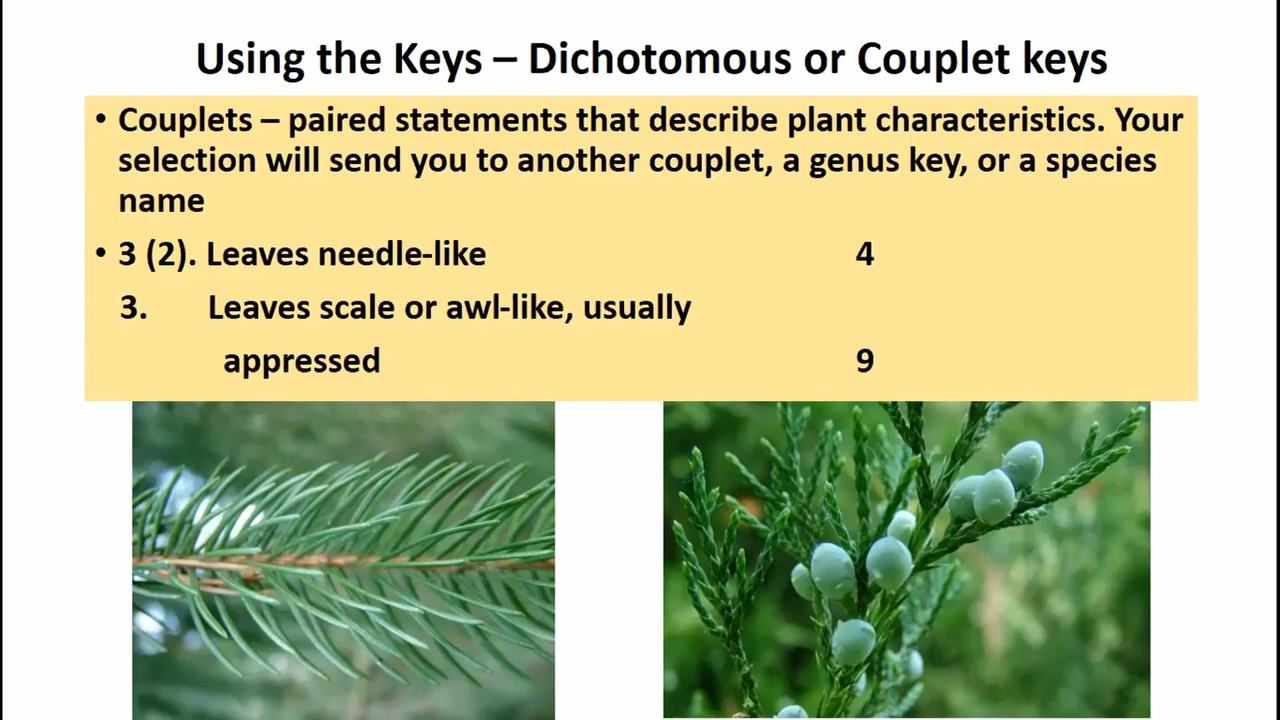 Using the Keys – Dichotomous or Couplet keys
• Couplets – paired statements that describe plant characteristics. Your
selection will send you to another couplet, a genus key, or a species
name
• 3 (2). Leaves needle-like 4
3. Leaves scale or awl-like, usually
appressed 9